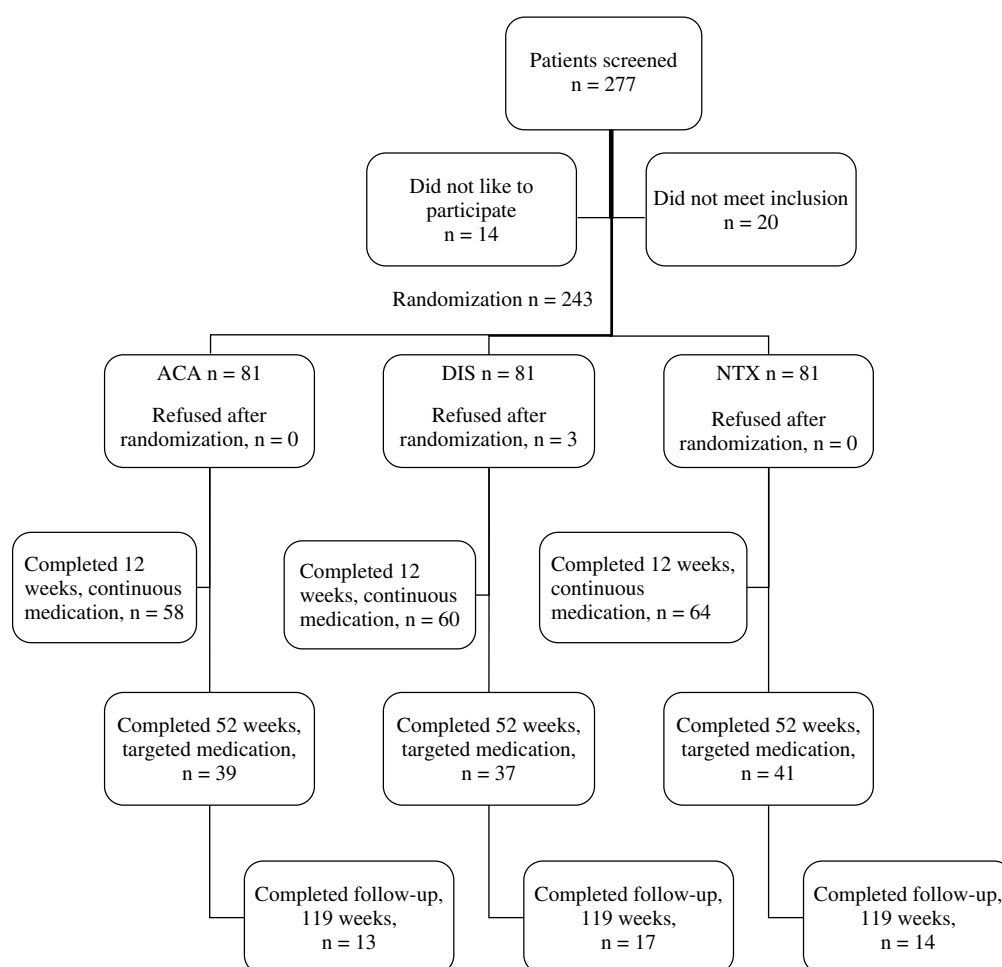 Patients screened
n = 277
Did not like to
participate
n = 14
Did not meet inclusion
n = 20
Randomization n = 243
ACA n = 81
Refused after
randomization, n = 0
DIS n = 81
Refused after
randomization, n = 3
NTX n = 81
Refused after
randomization, n = 0
Completed 12
weeks, continuous
medication, n = 58
Completed 12
weeks, continuous
medication, n = 60
Completed 12 weeks,
continuous
medication, n = 64
Completed 52 weeks,
targeted medication,
n = 39
Completed 52 weeks,
targeted medication,
n = 37
Completed 52 weeks,
targeted medication,
n = 41
Completed follow-up,
119 weeks,
n = 13
Completed follow-up,
119 weeks,
n = 17
Completed follow-up,
119 weeks,
n = 14